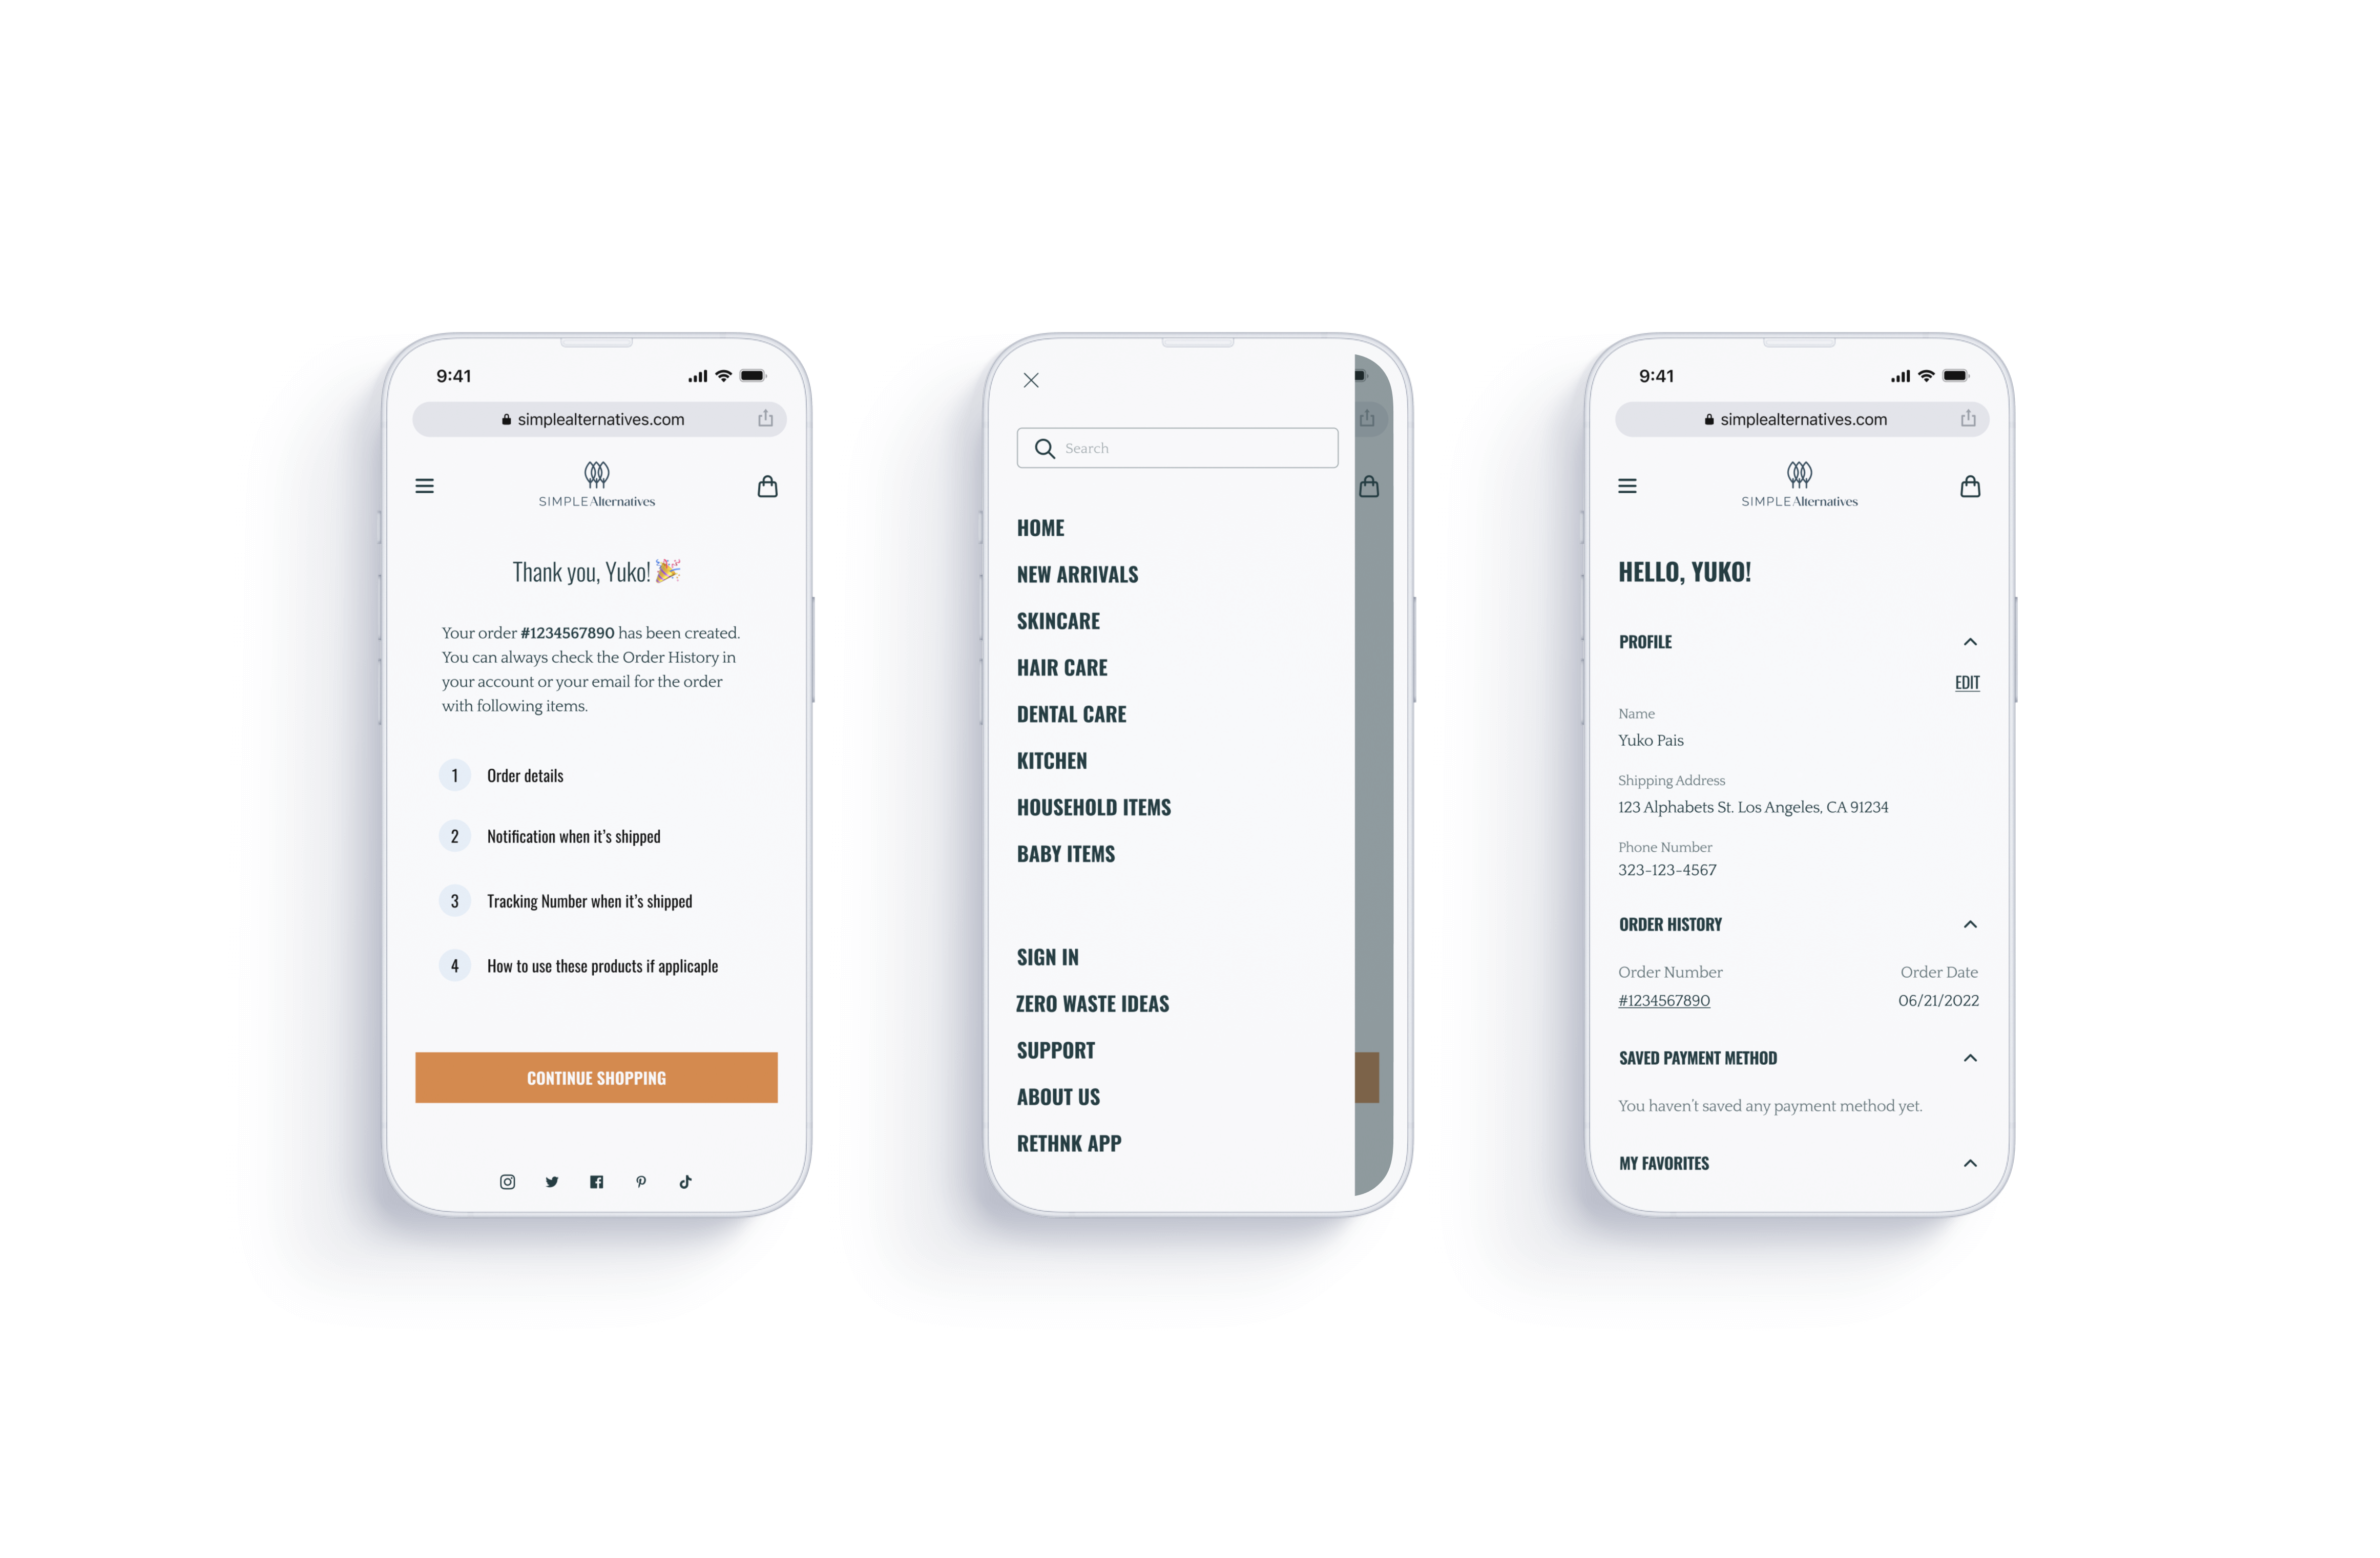 9:41
simplealternatives.com
SIMPLE Alternatives
Thank you, Yuko! 🎉
Your order #1234567890 has been created.
You can always check the Order History in
your account or your email for the order
with following items.
1 Order details
2 Notification when it’s shipped
3 Tracking Number when it’s shipped
4 How to use these products if applicaple
CONTINUE SHOPPING
Search
HOME
NEW ARRIVALS
SKINCARE
HAIR CARE
DENTAL CARE
KITCHEN
HOUSEHOLD ITEMS
BABY ITEMS
SIGN IN
ZERO WASTE IDEAS
SUPPORT
ABOUT US
RETHNK APP
9:41
simplealternatives.com
SIMPLE Alternatives
HELLO, YUKO!
PROFILE
EDIT
Name
Yuko Pais
Shipping Address
123 Alphabets St. Los Angeles, CA 91234
Phone Number
323-123-4567
ORDER HISTORY
Order Number Order Date
#1234567890 06/21/2022
SAVED PAYMENT METHOD
You haven’t saved any payment method yet.
MY FAVORITES